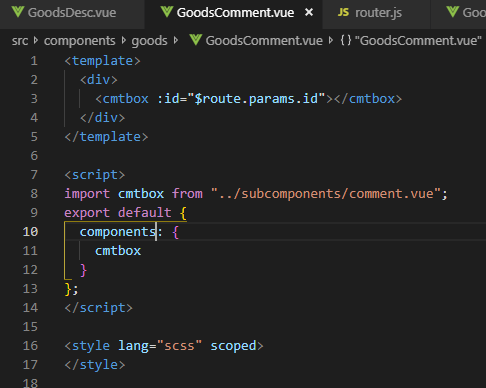 GoodsDesc.vue GoodsComment.vue × JS router.js Goo
src > components > goods > GoodsComment.vue > {} "GoodsComment.vue"
1 <template>
2 <div>
3 <cmtbox :id="$route.params.id"></cmtbox>
4 </div>
5 </template>
6
7 <script>
8 import cmtbox from "../subcomponents/comment.vue";
9 export default {
10 components: {
11 cmtbox
12 }
13 };
14 </script>
15
16 <style lang="scss" scoped>
17 </style>
18